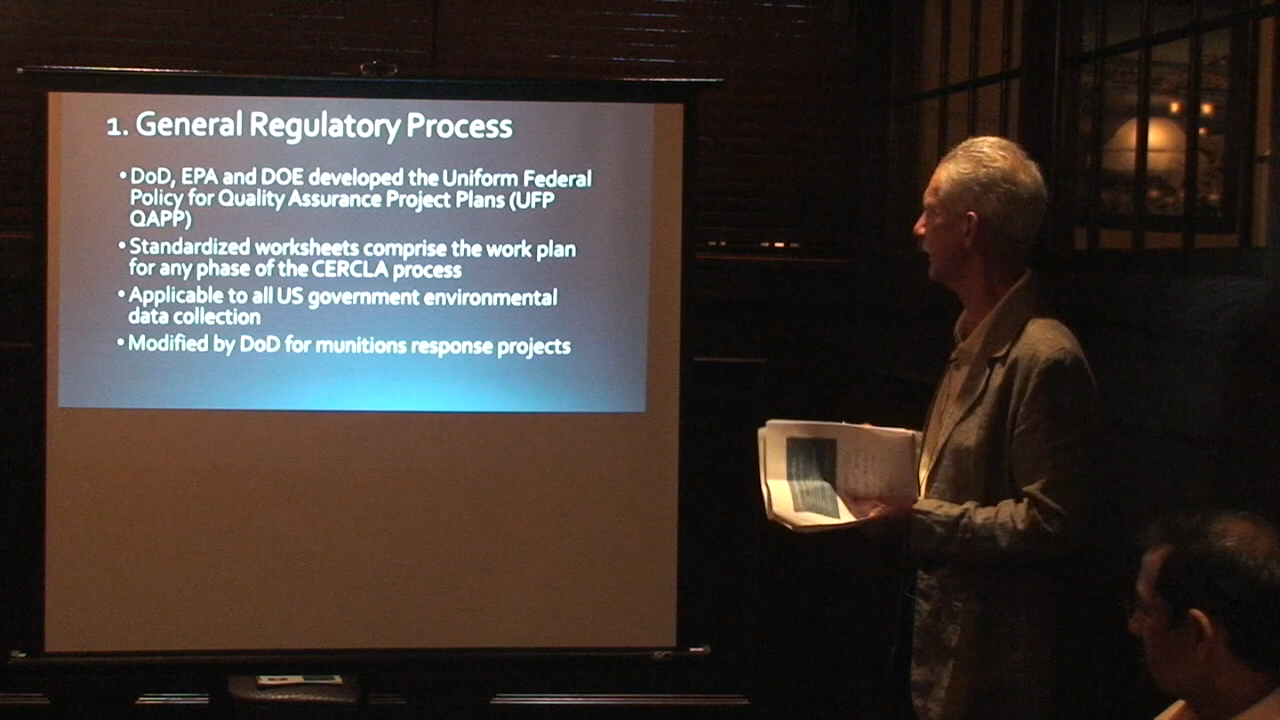 1. General Regulatory Process
•DoD, EPA and DOE developed the Uniform Federal
Policy for Quality Assurance Project Plans (UFP
QAPP)
•Standardized worksheets comprise the work plan
for any phase of the CERCLA process
•Applicable to all US government environmental
data collection
•Modified by DoD for munitions response projects